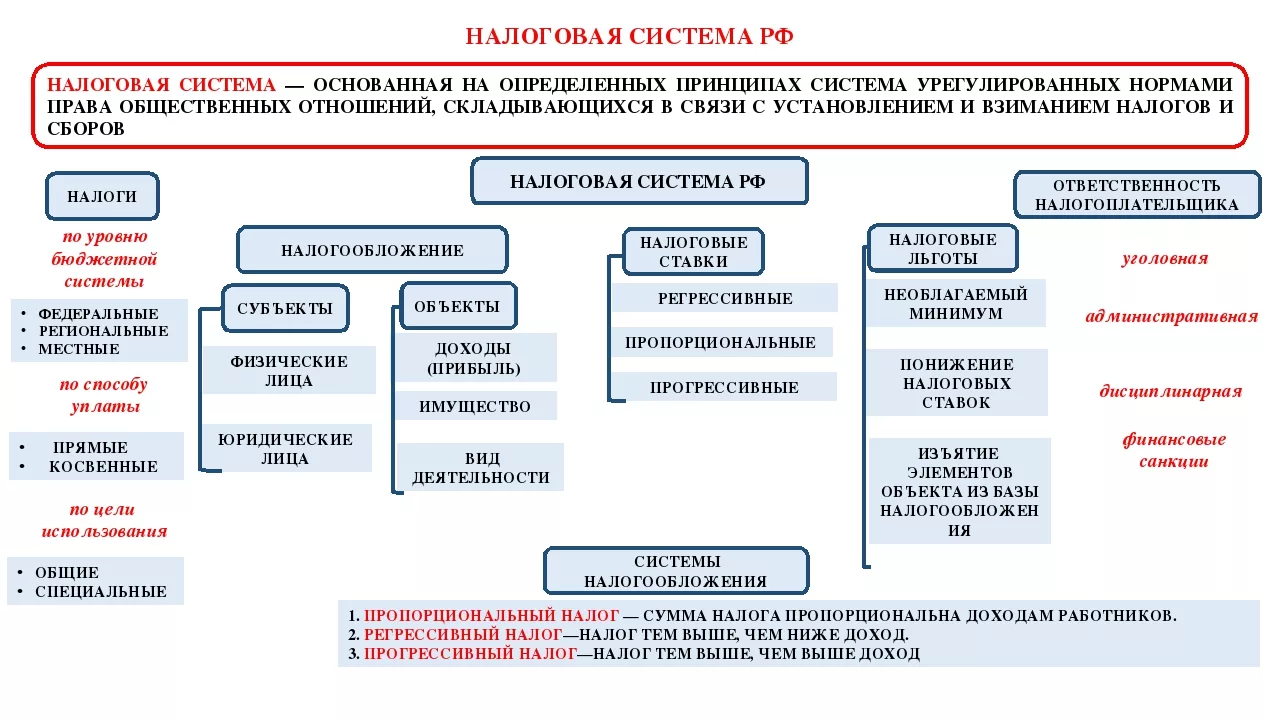 НАЛОГОВАЯ СИСТЕМА РФ
НАЛОГОВАЯ СИСТЕМА — ОСНОВАННАЯ НА ОПРЕДЕЛЕННЫХ ПРИНЦИПАХ СИСТЕМА УРЕГУЛИРОВАННЫХ НОРМАМИ
ПРАВА ОБЩЕСТВЕННЫХ ОТНОШЕНИЙ, СКЛАДЫВАЮЩИХСЯ В СВЯЗИ С УСТАНОВЛЕНИЕМ И ВЗИМАНИЕМ НАЛОГОВ И
СБОРОВ
НАЛОГОВАЯ СИСТЕМА РФ
НАЛОГИ
по уровню
бюджетной
системы
• ФЕДЕРАЛЬНЫЕ
• РЕГИОНАЛЬНЫЕ
• МЕСТНЫЕ
по способу
уплаты
• ПРЯМЫЕ
• КОСВЕННЫЕ
по цели
использования
• ОБЩИЕ
• СПЕЦИАЛЬНЫЕ
НАЛОГООБЛОЖЕНИЕ
СУБЪЕКТЫ
ФИЗИЧЕСКИЕ
ЛИЦА
ЮРИДИЧЕСКИЕ
ЛИЦА
ОБЪЕКТЫ
ДОХОДЫ
(ПРИБЫЛЬ)
ИМУЩЕСТВО
ВИД
ДЕЯТЕЛЬНОСТИ
НАЛОГОВЫЕ
СТАВКИ
РЕГРЕССИВНЫЕ
ПРОПОРЦИОНАЛЬНЫЕ
ПРОГРЕССИВНЫЕ
НАЛОГОВЫЕ
ЛЬГОТЫ
НЕОБЛАГАЕМЫЙ
МИНИМУМ
ПОНИЖЕНИЕ
НАЛОГОВЫХ
СТАВОК
ИЗЪЯТИЕ
ЭЛЕМЕНТОВ
ОБЪЕКТА ИЗ БАЗЫ
НАЛОГООБЛОЖЕН
ИЯ
ОТВЕТСТВЕННОСТЬ
НАЛОГОПЛАТЕЛЬЩИКА
уголовная
административная
дисциплинарная
финансовые
санкции
СИСТЕМЫ
НАЛОГООБЛОЖЕНИЯ
1. ПРОПОРЦИОНАЛЬНЫЙ НАЛОГ — СУММА НАЛОГА ПРОПОРЦИОНАЛЬНА ДОХОДАМ РАБОТНИКОВ.
2. РЕГРЕССИВНЫЙ НАЛОГ—НАЛОГ ТЕМ ВЫШЕ, ЧЕМ НИЖЕ ДОХОД.
3. ПРОГРЕССИВНЫЙ НАЛОГ—НАЛОГ ТЕМ ВЫШЕ, ЧЕМ ВЫШЕ ДОХОД